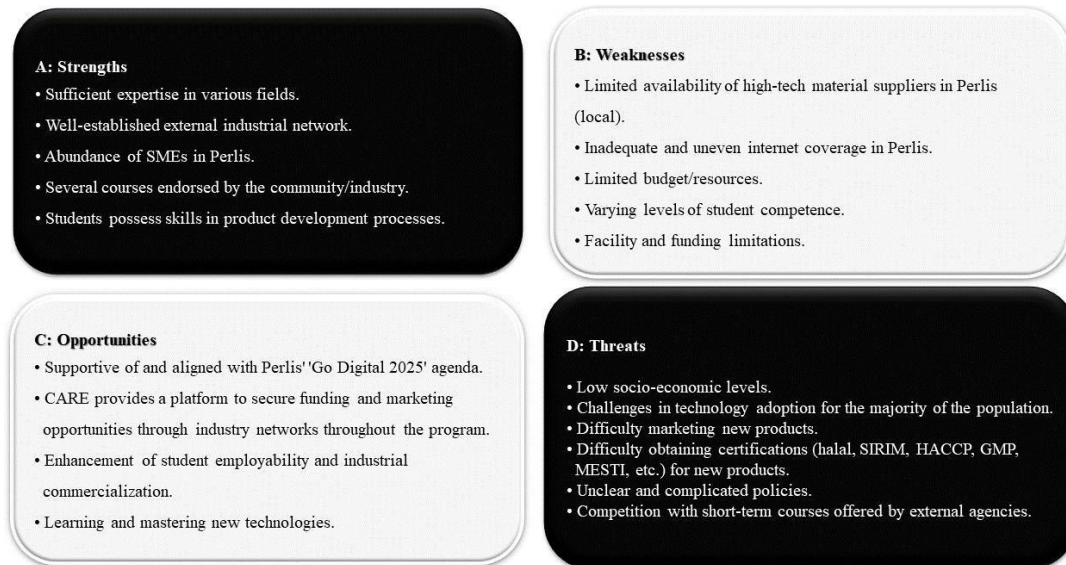 A: Strengths
• Sufficient expertise in various fields.
• Well-established external industrial network.
• Abundance of SMEs in Perlis.
• Several courses endorsed by the community/industry.
• Students possess skills in product development processes.
B: Weaknesses
• Limited availability of high-tech material suppliers in Perlis
(local).
• Inadequate and uneven internet coverage in Perlis.
• Limited budget/resources.
• Varying levels of student competence.
• Facility and funding limitations.
C: Opportunities
• Supportive of and aligned with Perlis' 'Go Digital 2025' agenda.
• CARE provides a platform to secure funding and marketing
opportunities through industry networks throughout the program.
• Enhancement of student employability and industrial
commercialization.
• Learning and mastering new technologies.
D: Threats
• Low socio-economic levels.
• Challenges in technology adoption for the majority of the population.
• Difficulty marketing new products.
• Difficulty obtaining certifications (halal, SIRIM, HACCP, GMP,
MESTI, etc.) for new products.
• Unclear and complicated policies.
• Competition with short-term courses offered by external agencies.